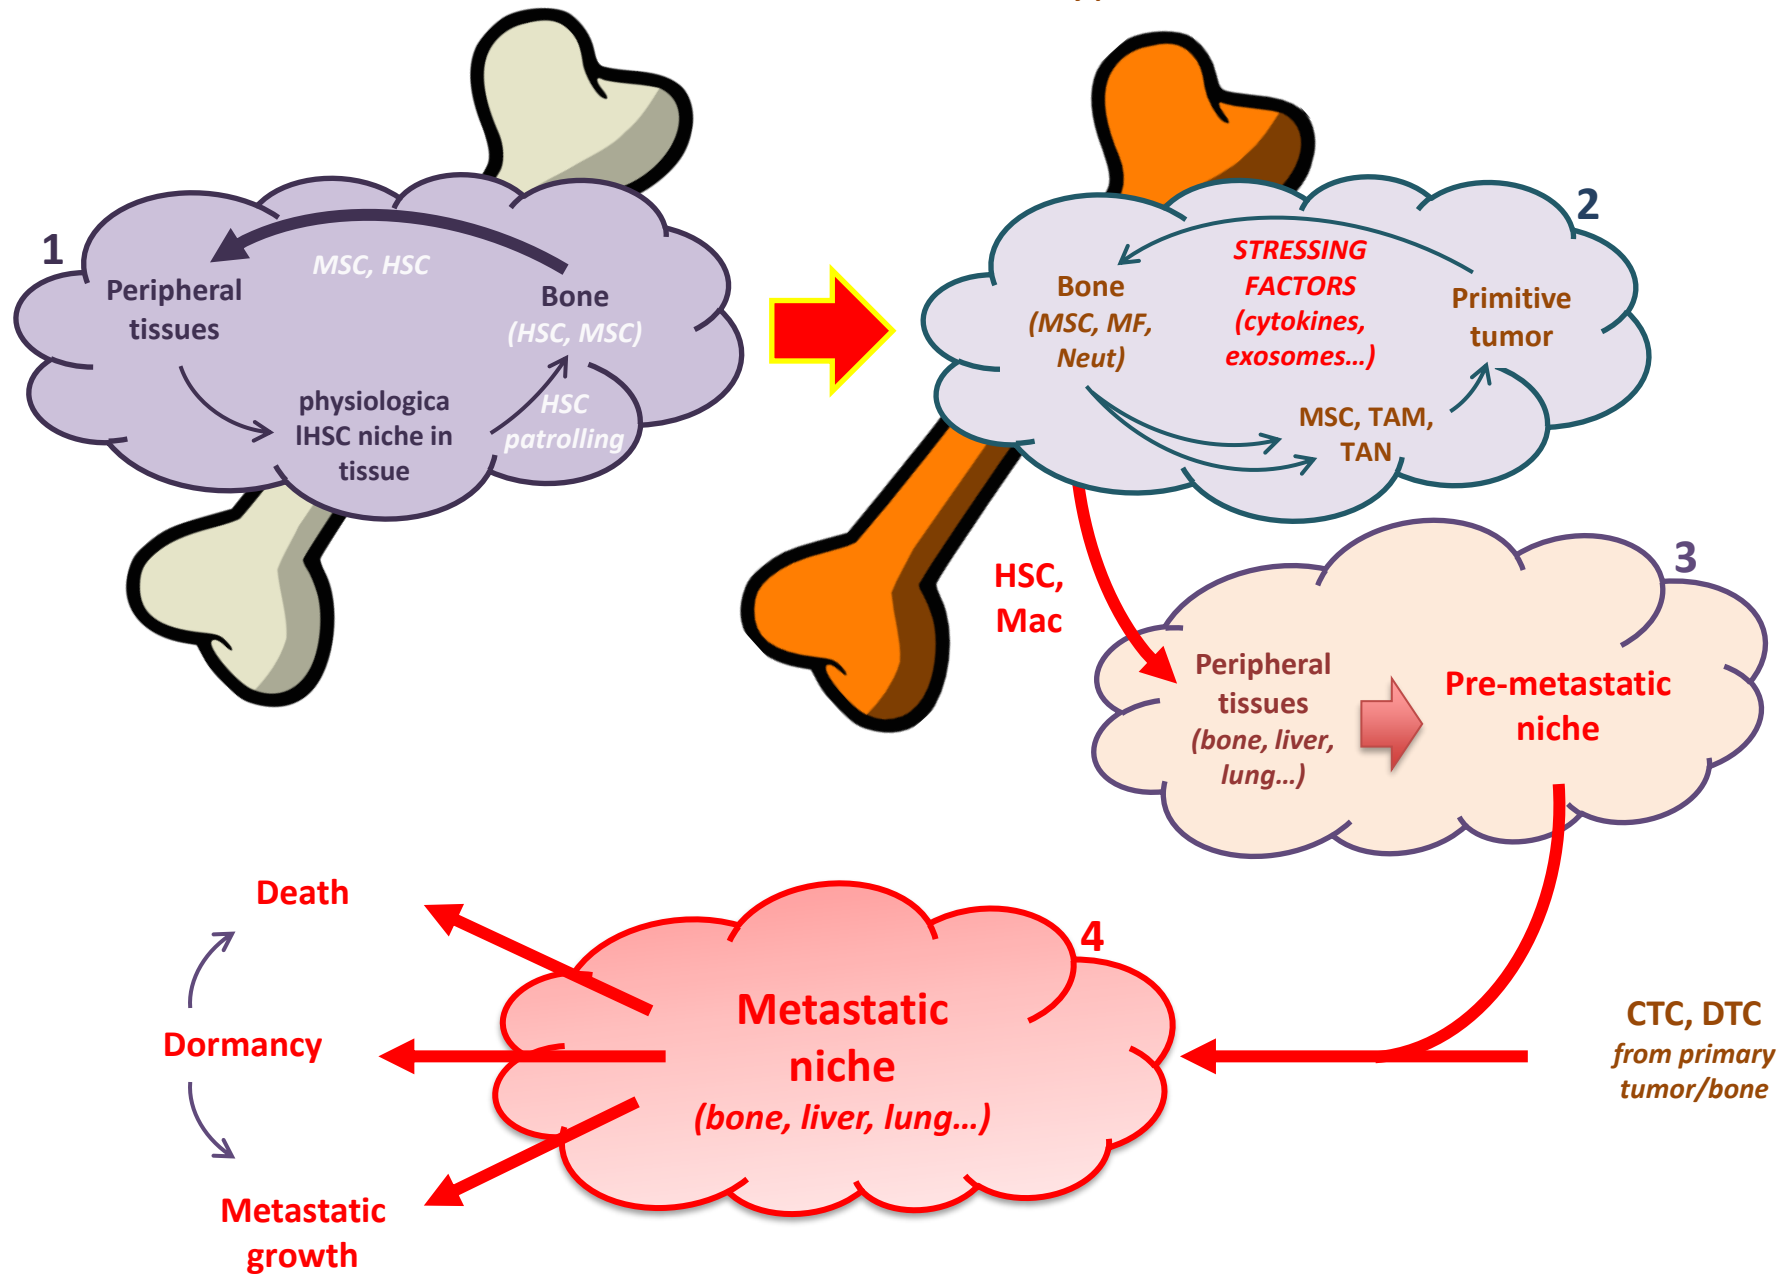 1
MSC, HSC
Peripheral
tissues
Bone
(HSC, MSC)
physiologica
lHSC niche in
tissue
HSC
patrolling
2
STRESSING
FACTORS
(cytokines,
exosomes…)
Bone
(MSC, MF,
Neut)
Primitive
tumor
MSC, TAM,
TAN
HSC,
Mac
3
Peripheral
tissues
(bone, liver,
lung…)
Pre-metastatic
niche
4
Metastatic
niche
(bone, liver, lung…)
CTC, DTC
from primary
tumor/bone
Death
Dormancy
Metastatic
growth